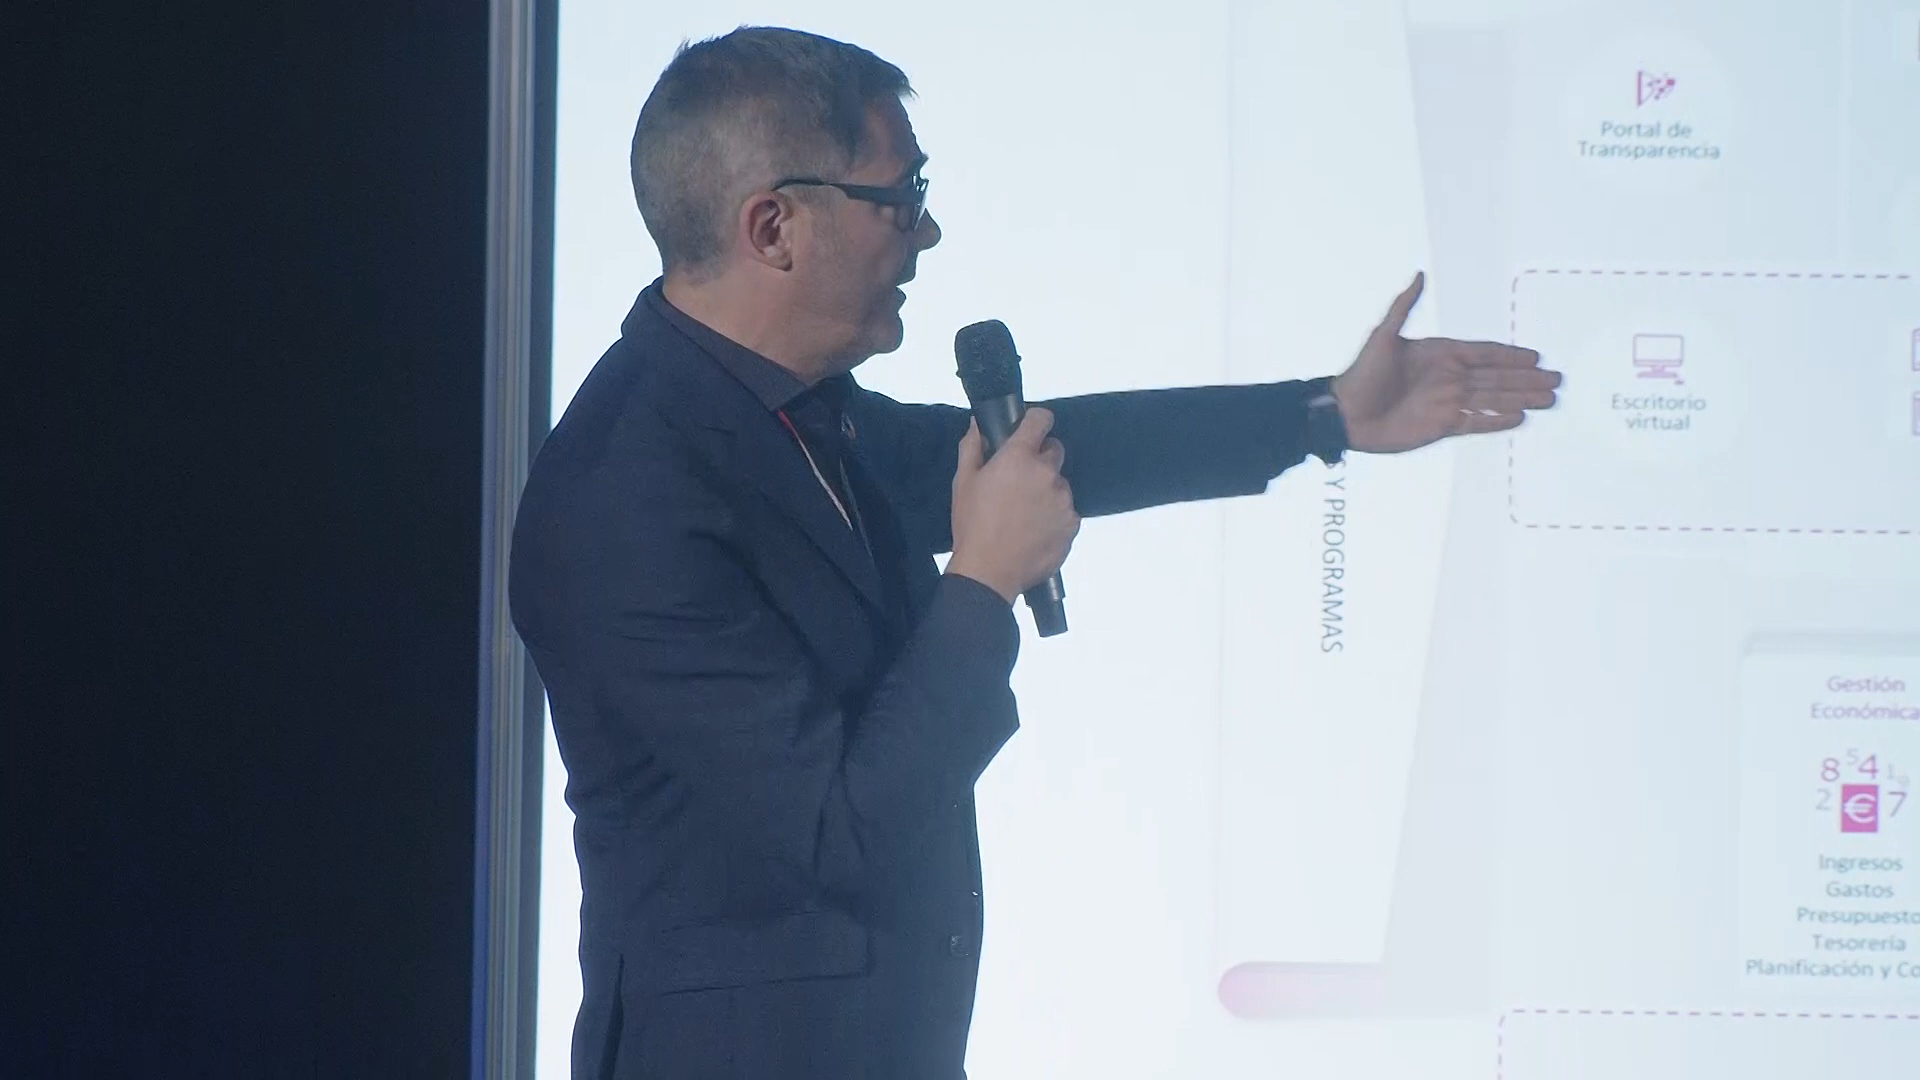 Portal de
Transparencia
Escritorio
virtual
S Y PROGRAMAS
Gestión
Económica
8 5 4 1 9
2 € 7
Ingresos
Gastos
Presupuesto
Tesorería
Planificación y Co